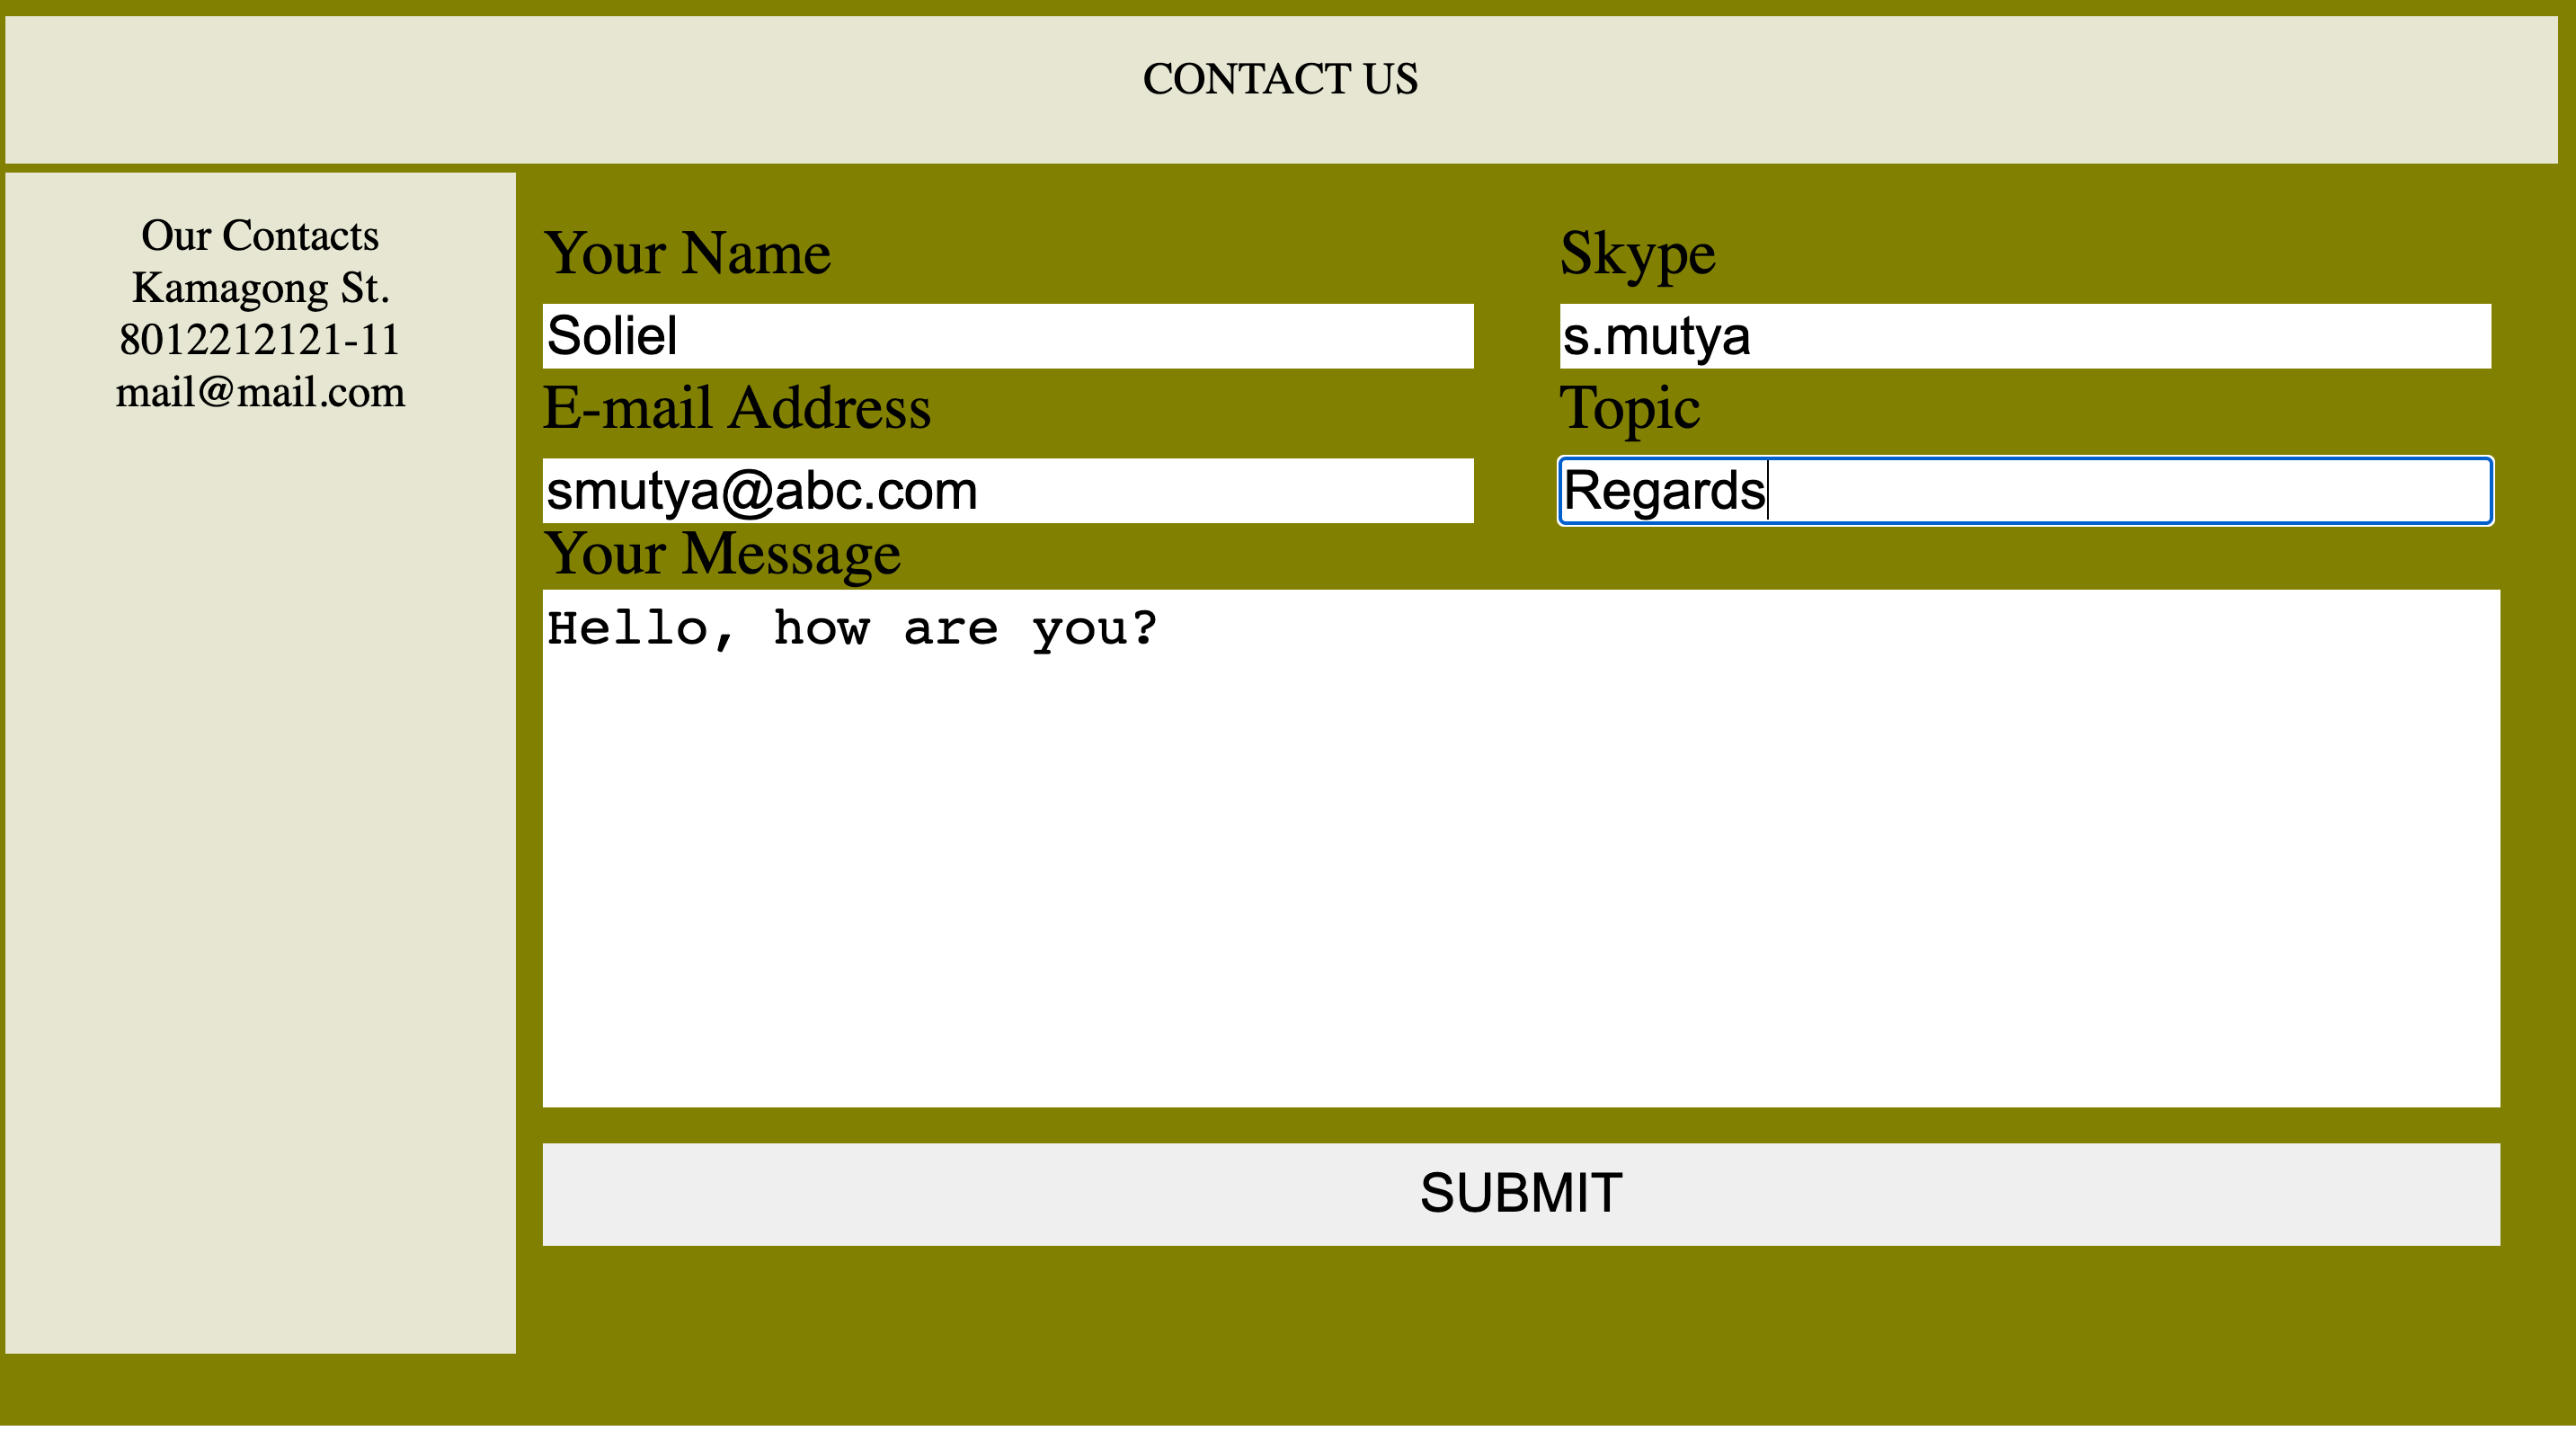 CONTACT US
Our Contacts
Kamagong St.
8012212121-11
mail@mail.com
Your Name
Soliel
Skype
s.mutya
E-mail Address
smutya@abc.com
Topic
Regards
Your Message
Hello, how are you?
SUBMIT